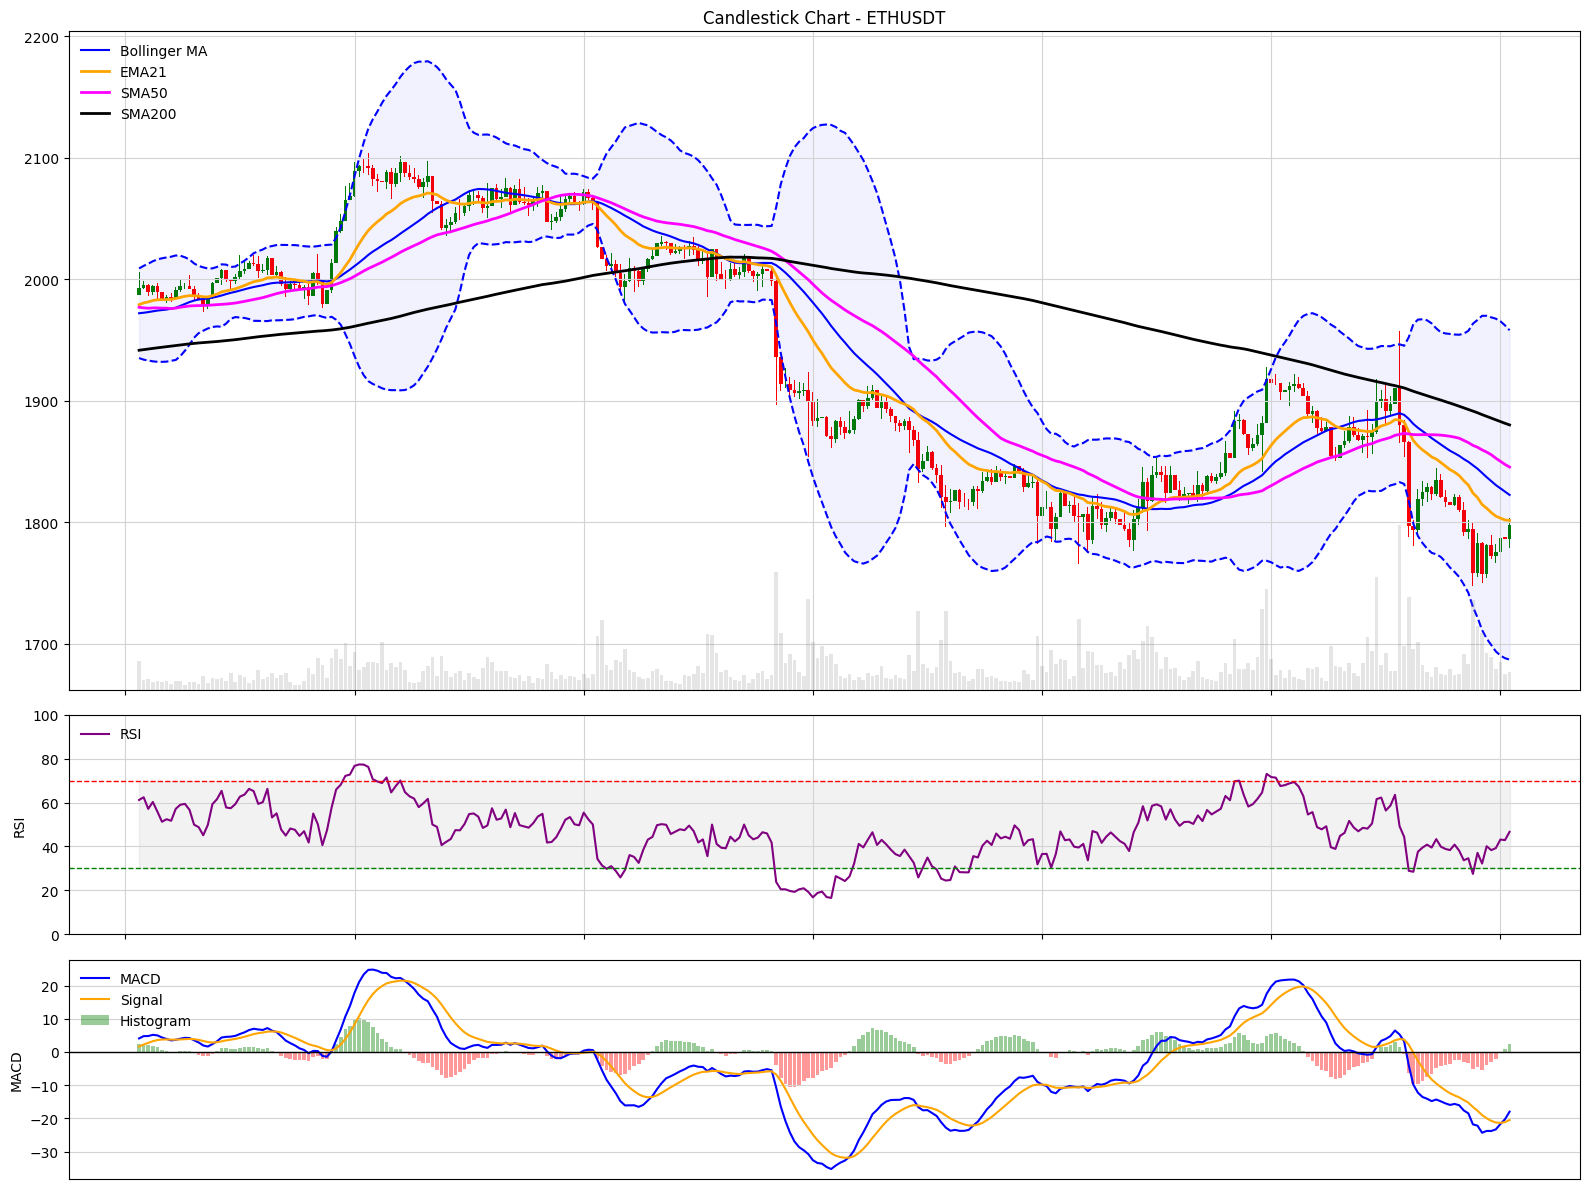 Candlestick Chart - ETHUSDT
2200
2100
2000
1900
1800
1700
Bollinger MA
EMA21
SMA50
SMA200
100
80
60
40
20
0
RSI
RSI
20
10
0
−10
−20
−30
MACD
MACD
Signal
Histogram